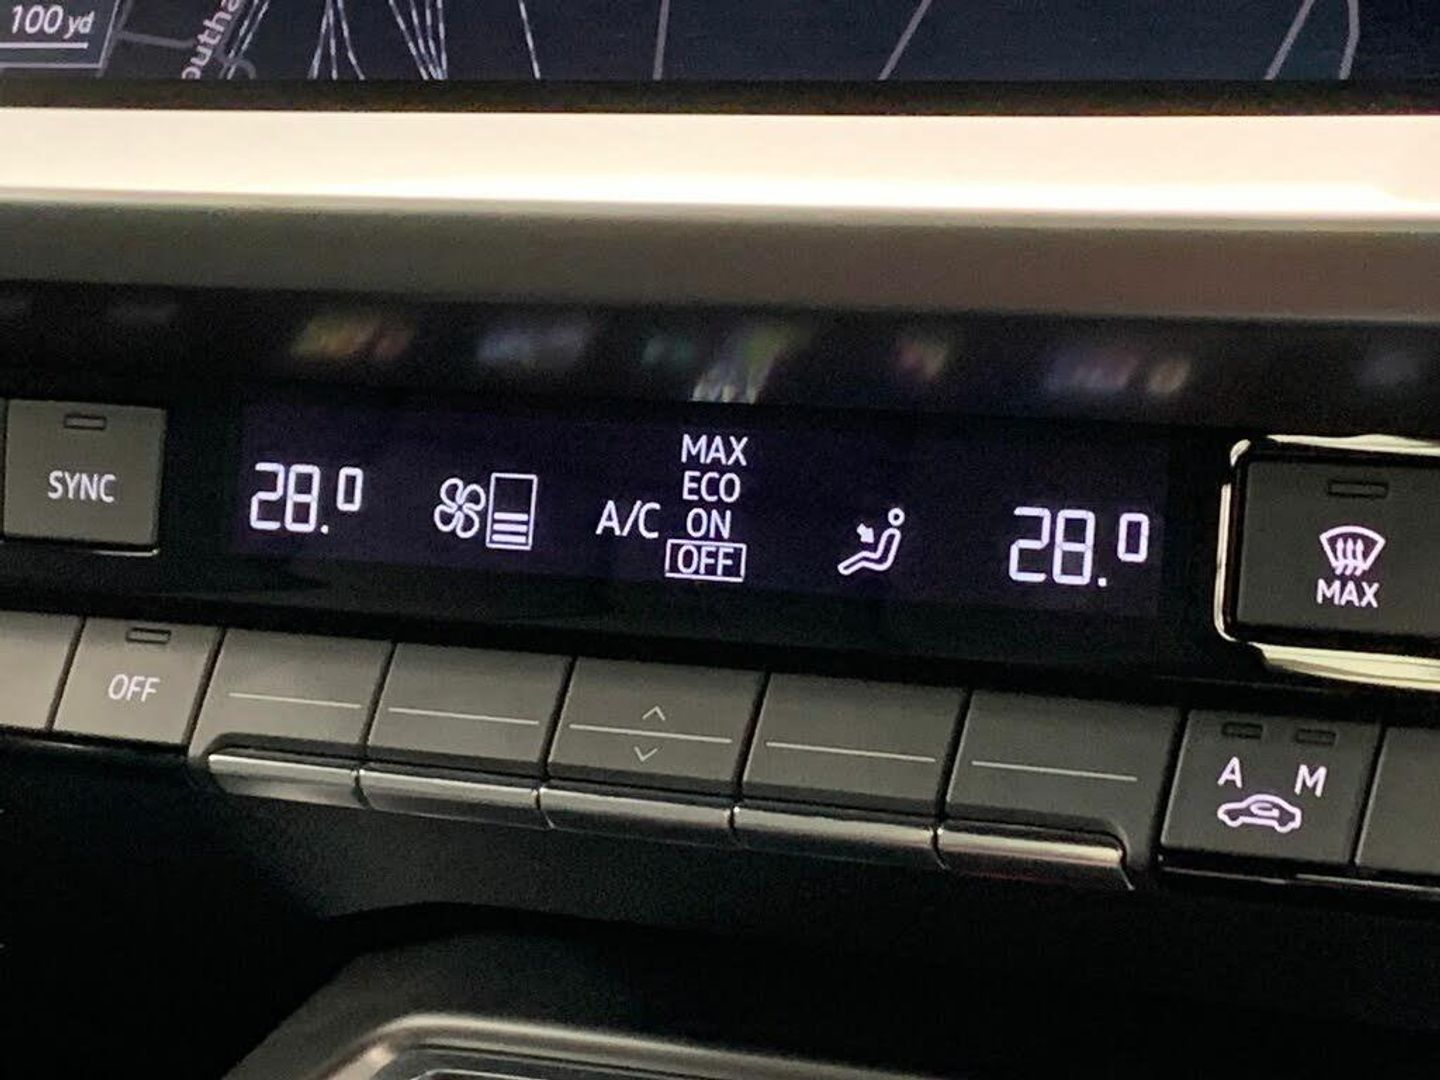 100 yd
MAX
ECO
ON
OFF
SYNC
28.0
A/C
28.0
MAX
OFF
A M